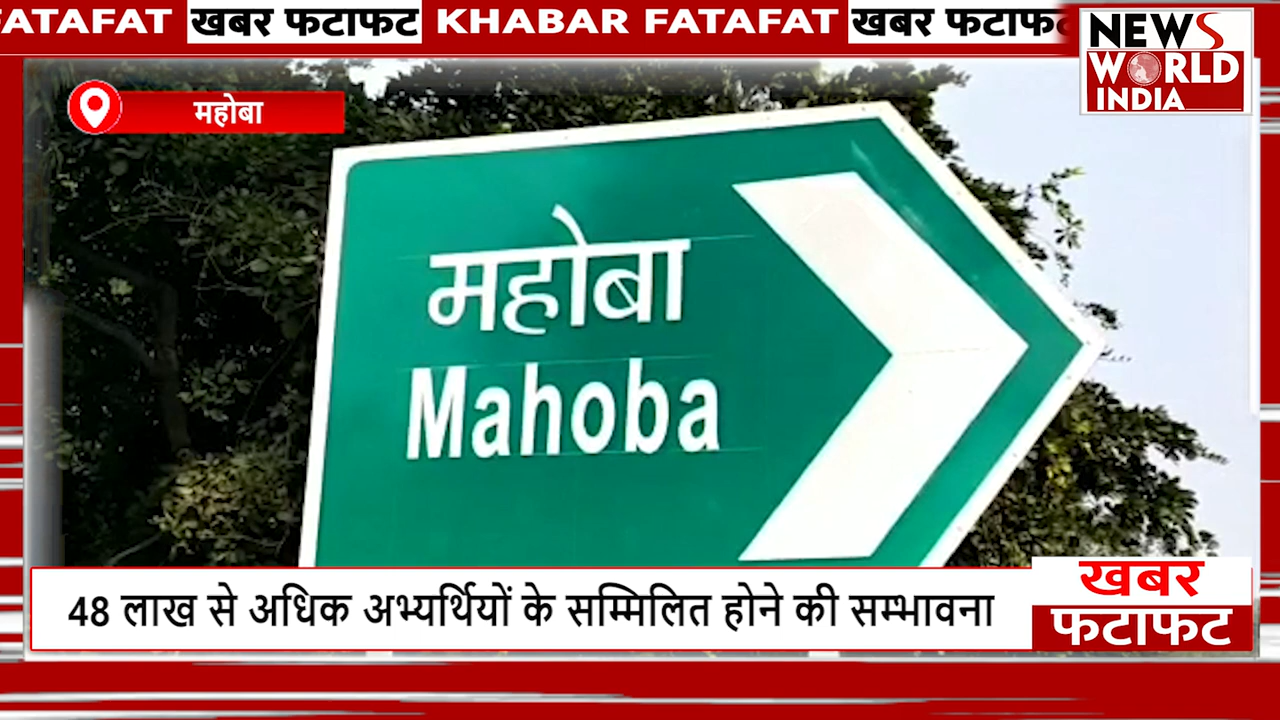 FATAFAT खबर फटाफट KHABAR FATAFAT खबर फटाफट
NEWS
WORLD
INDIA
महोबा
महोबा
Mahoba
48 लाख से अधिक अभ्यर्थियों के सम्मिलित होने की सम्भावना
खबर
फटाफट